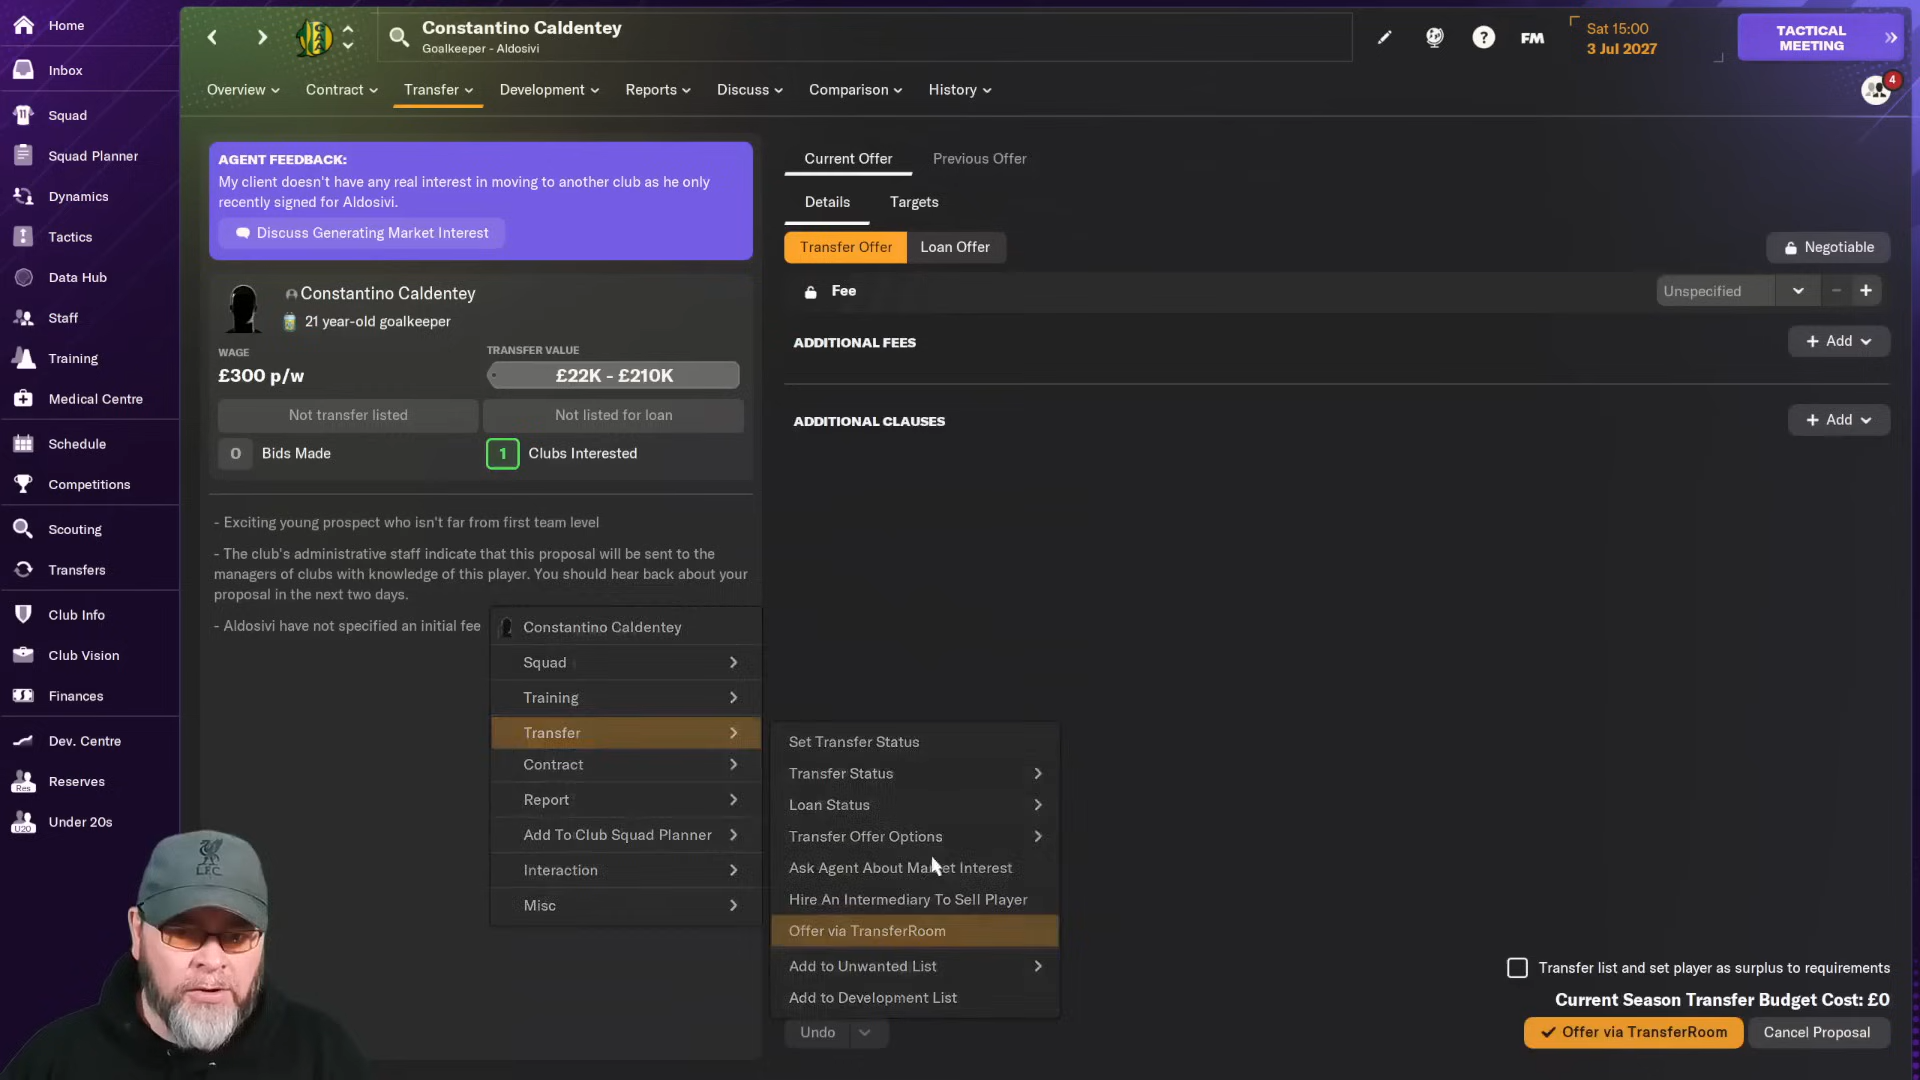 Home
Inbox
Squad
Squad Planner
Dynamics
Tactics
Data Hub
Staff
Training
Medical Centre
Schedule
Competitions
Scouting
Transfers
Club Info
Club Vision
Finances
Dev. Centre
Res
Reserves
U20
Under 20s
Constantino Caldentey
Goalkeeper - Aldosivi
?
FM
Sat 15:00
3 Jul 2027
TACTICAL
MEETING
Overview
Contract
Transfer
Development
Reports
Discuss
Comparison
History
4
AGENT FEEDBACK:
My client doesn't have any real interest in moving to another club as he only
recently signed for Aldosivi.
Discuss Generating Market Interest
Constantino Caldentey
21 year-old goalkeeper
WAGE
£300 p/w
TRANSFER VALUE
£22K - £210K
Not transfer listed
Not listed for loan
0 Bids Made
1 Clubs Interested
- Exciting young prospect who isn't far from first team level
- The club's administrative staff indicate that this proposal will be sent to the
managers of clubs with knowledge of this player. You should hear back about your
proposal in the next two days.
- Aldosivi have not specified an initial fee
Constantino Caldentey
Squad
Training
Transfer
Contract
Report
Add To Club Squad Planner
Interaction
Misc
Set Transfer Status
Transfer Status
Loan Status
Transfer Offer Options
Ask Agent About Market Interest
Hire An Intermediary To Sell Player
Offer via TransferRoom
Add to Unwanted List
Add to Development List
Undo
Current Offer
Previous Offer
Details
Targets
Transfer Offer
Loan Offer
Negotiable
Fee
Unspecified
ADDITIONAL FEES
+ Add
ADDITIONAL CLAUSES
+ Add
Transfer list and set player as surplus to requirements
Current Season Transfer Budget Cost: £0
Offer via TransferRoom
Cancel Proposal
L.F.C.